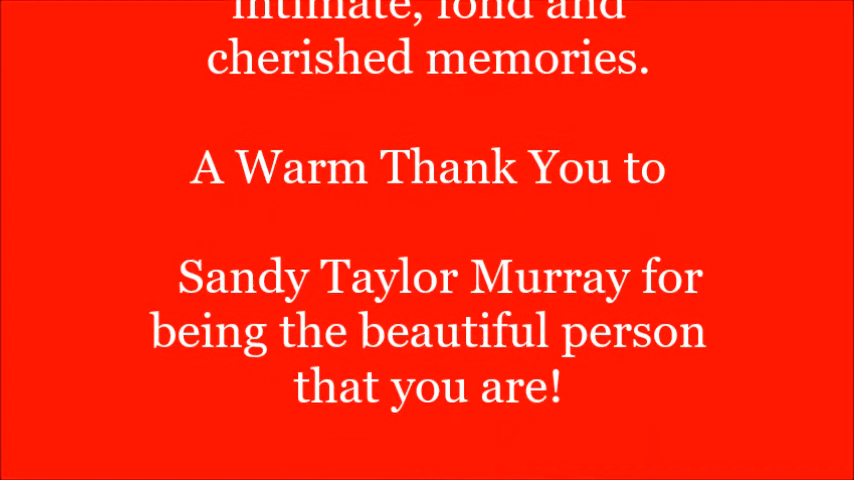 intimate, fond and
cherished memories.
A Warm Thank You to
Sandy Taylor Murray for
being the beautiful person
that you are!